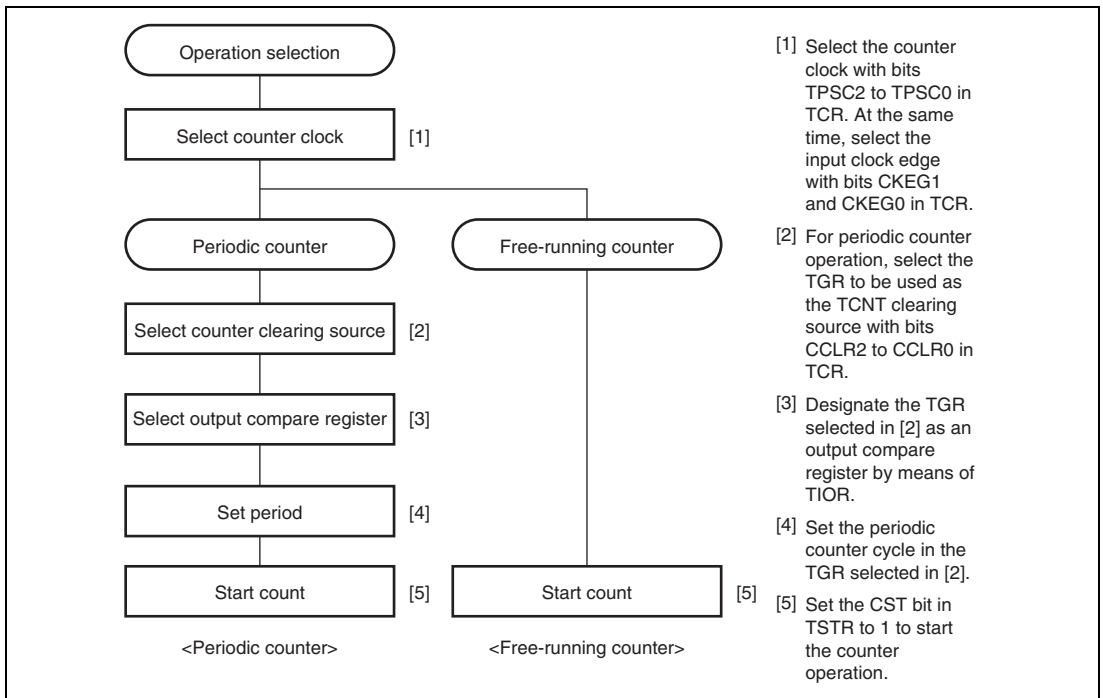 Operation selection
Select counter clock
[1]
Periodic counter
Free-running counter
Select counter clearing source
[2]
Select output compare register
[3]
Set period
[4]
Start count
[5]
Start count
[5]
<Periodic counter>
<Free-running counter>
[1] Select the counter
clock with bits
TPSC2 to TPSC0 in
TCR. At the same
time, select the
input clock edge
with bits CKEG1
and CKEG0 in TCR.
[2] For periodic counter
operation, select the
TGR to be used as
the TCNT clearing
source with bits
CCLR2 to CCLR0 in
TCR.
[3] Designate the TGR
selected in [2] as an
output compare
register by means of
TIOR.
[4] Set the periodic
counter cycle in the
TGR selected in [2].
[5] Set the CST bit in
TSTR to 1 to start
the counter
operation.